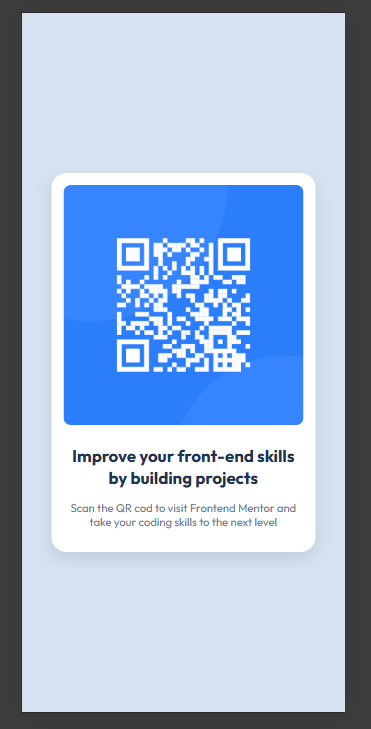 Improve your front-end skills
by building projects
Scan the QR cod to visit Frontend Mentor and
take your coding skills to the next level